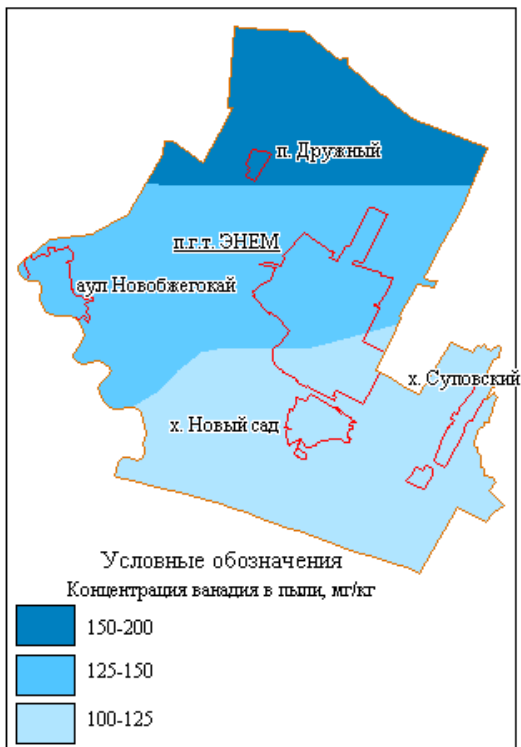 п. Дружный
п.г.т. ЭНЕМ
аул Новобжегокай
х. Суповский
х. Новый сад
Условные обозначения
Концентрация ванадия в пыли, мг/кг
150-200
125-150
100-125